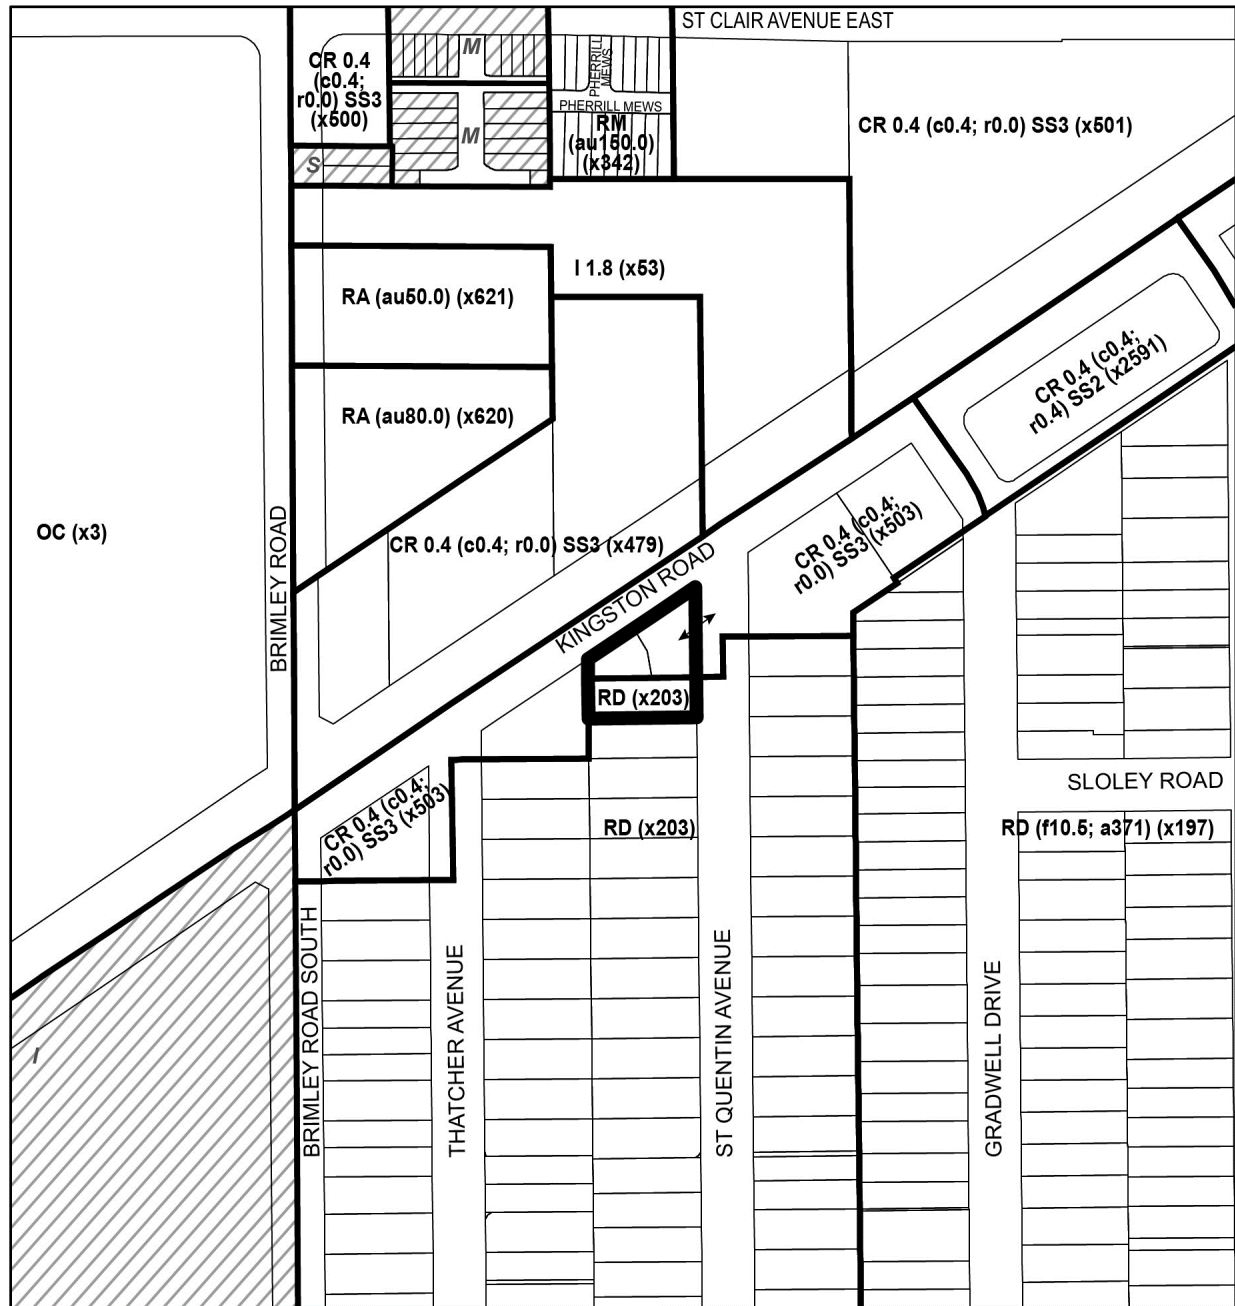 ST CLAIR AVENUE EAST
CR 0.4
(c0.4;
r0.0) SS3
(x500)
M
PHERRILL
MEWS
PHERRILL MEWS
M
RM
(au150.0)
(x342)
CR 0.4 (c0.4; r0.0) SS3 (x501)
S
I 1.8 (x53)
RA (au50.0) (x621)
CR 0.4 (c0.4;
r0.4) SS2 (x2591)
RA (au80.0) (x620)
OC (x3)
BRIMLEY ROAD
CR 0.4 (c0.4; r0.0) SS3 (x479)
CR 0.4 (c0.4;
r0.0) SS3 (x503)
KINGSTON ROAD
RD (x203)
SLOLEY ROAD
CR 0.4 (c0.4;
r0.0) SS3 (x503)
RD (x203)
RD (f10.5; a371) (x197)
BRIMLEY ROAD SOUTH
THATCHER AVENUE
ST QUENTIN AVENUE
GRADWELL DRIVE
I